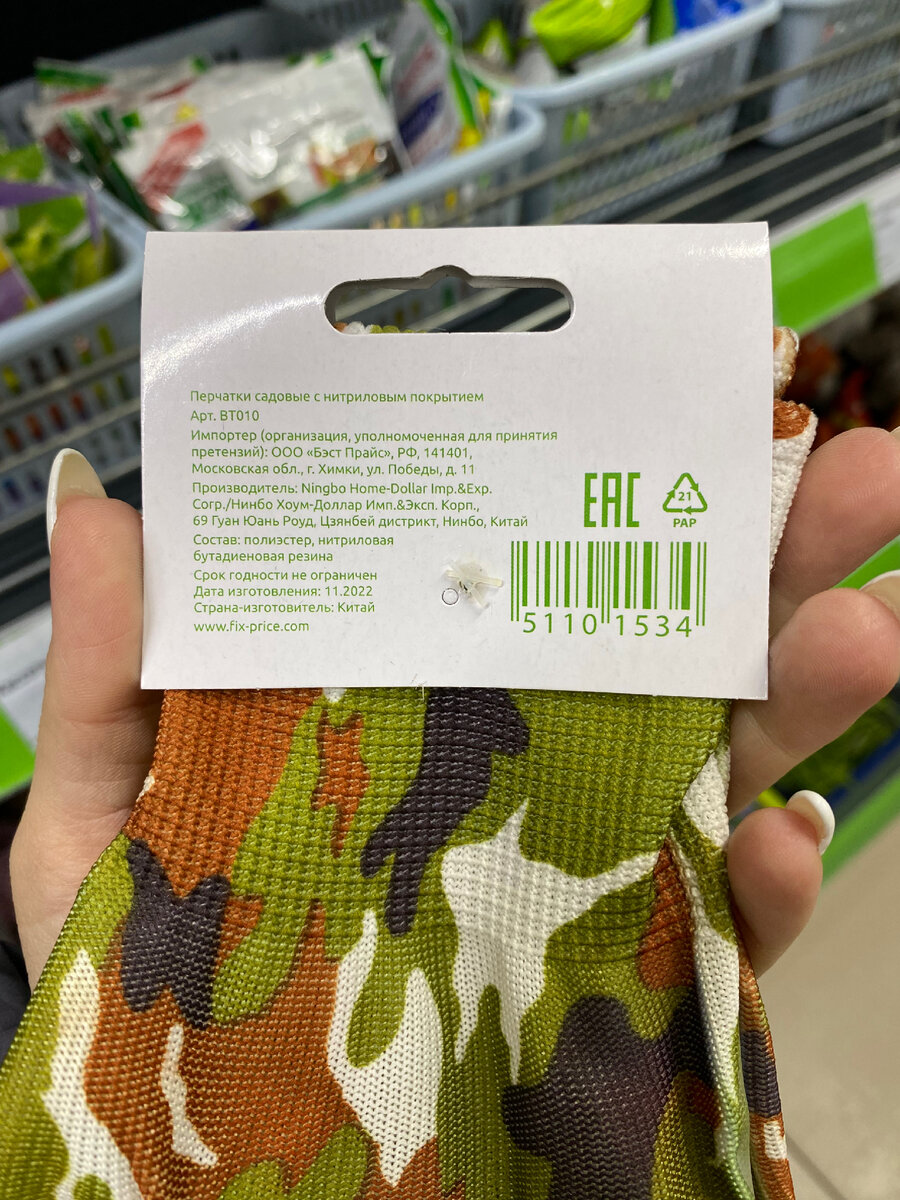 Перчатки садовые с нитриловым покрытием
Арт. BT010
Импортер (организация, уполномоченная для принятия
претензий): ООО «Бэст Прайс», РФ, 141401,
Московская обл., г. Химки, ул. Победы, д. 11
Производитель: Ningbo Home-Dollar Imp.&Exp.
Corp./Нинбо Хоум-Доллар Имп.&Эксп. Корп.,
69 Гуан Юань Роуд, Цзянбей дистрикт, Нинбо, Китай
Состав: полиэстер, нитриловая
бутадиеновая резина
Срок годности не ограничен
Дата изготовления: 11.2022
Страна-изготовитель: Китай
www.fix-price.com
EAC
21
PAP
5110 1534